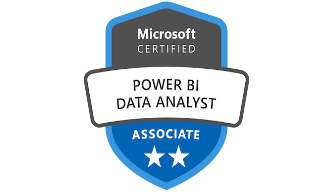 Microsoft
CERTIFIED
POWER BI
DATA ANALYST
ASSOCIATE